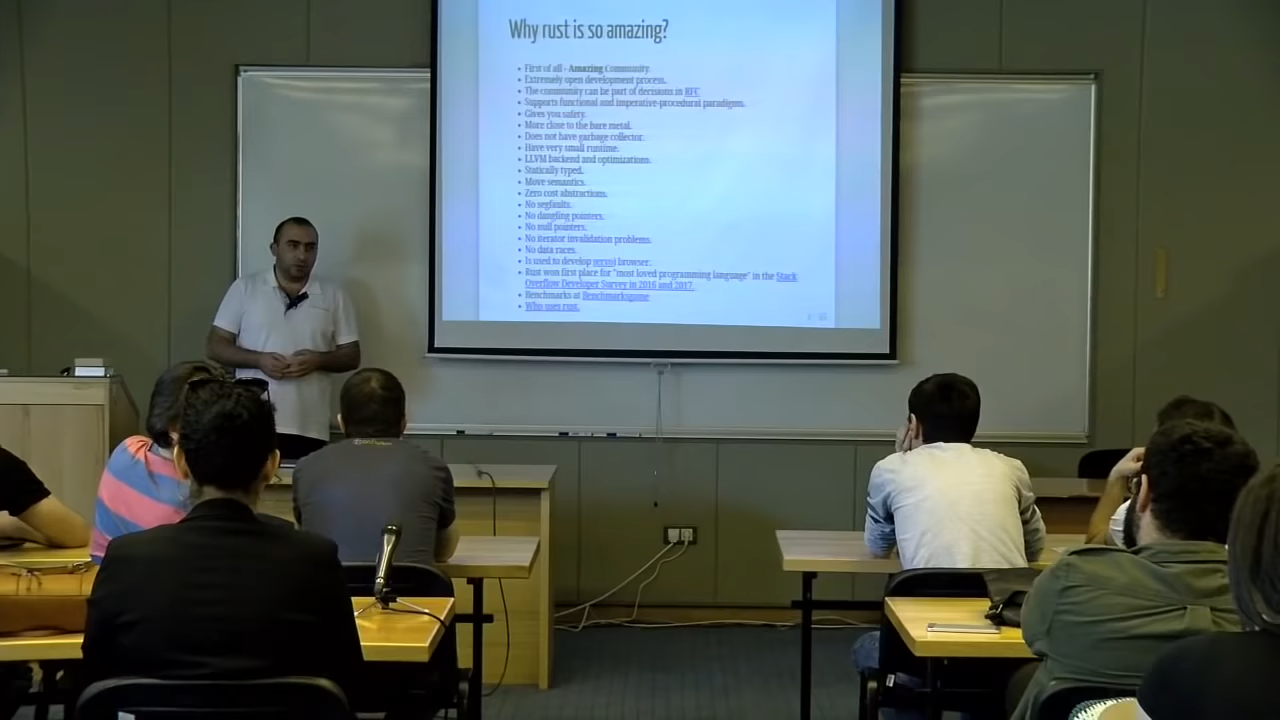 Why rust is so amazing?
• First of all - Amazing Community.
• Extremely open development process.
• The community can be part of decisions in RFC
• Supports functional and imperative-procedural paradigms.
• Gives you safety.
• More close to the bare metal.
• Does not have garbage collector.
• Have very small runtime.
• LLVM backend and optimizations.
• Statically typed.
• Move semantics.
• Zero cost abstractions.
• No segfaults.
• No dangling pointers.
• No null pointers.
• No iterator invalidation problems.
• No data races.
• Is used to develop servo) browser.
• Rust won first place for "most loved programming language" in the Stack
Overflow Developer Survey in 2016 and 2017.
• Benchmarks at Benchmarksgame
• Who uses rust.